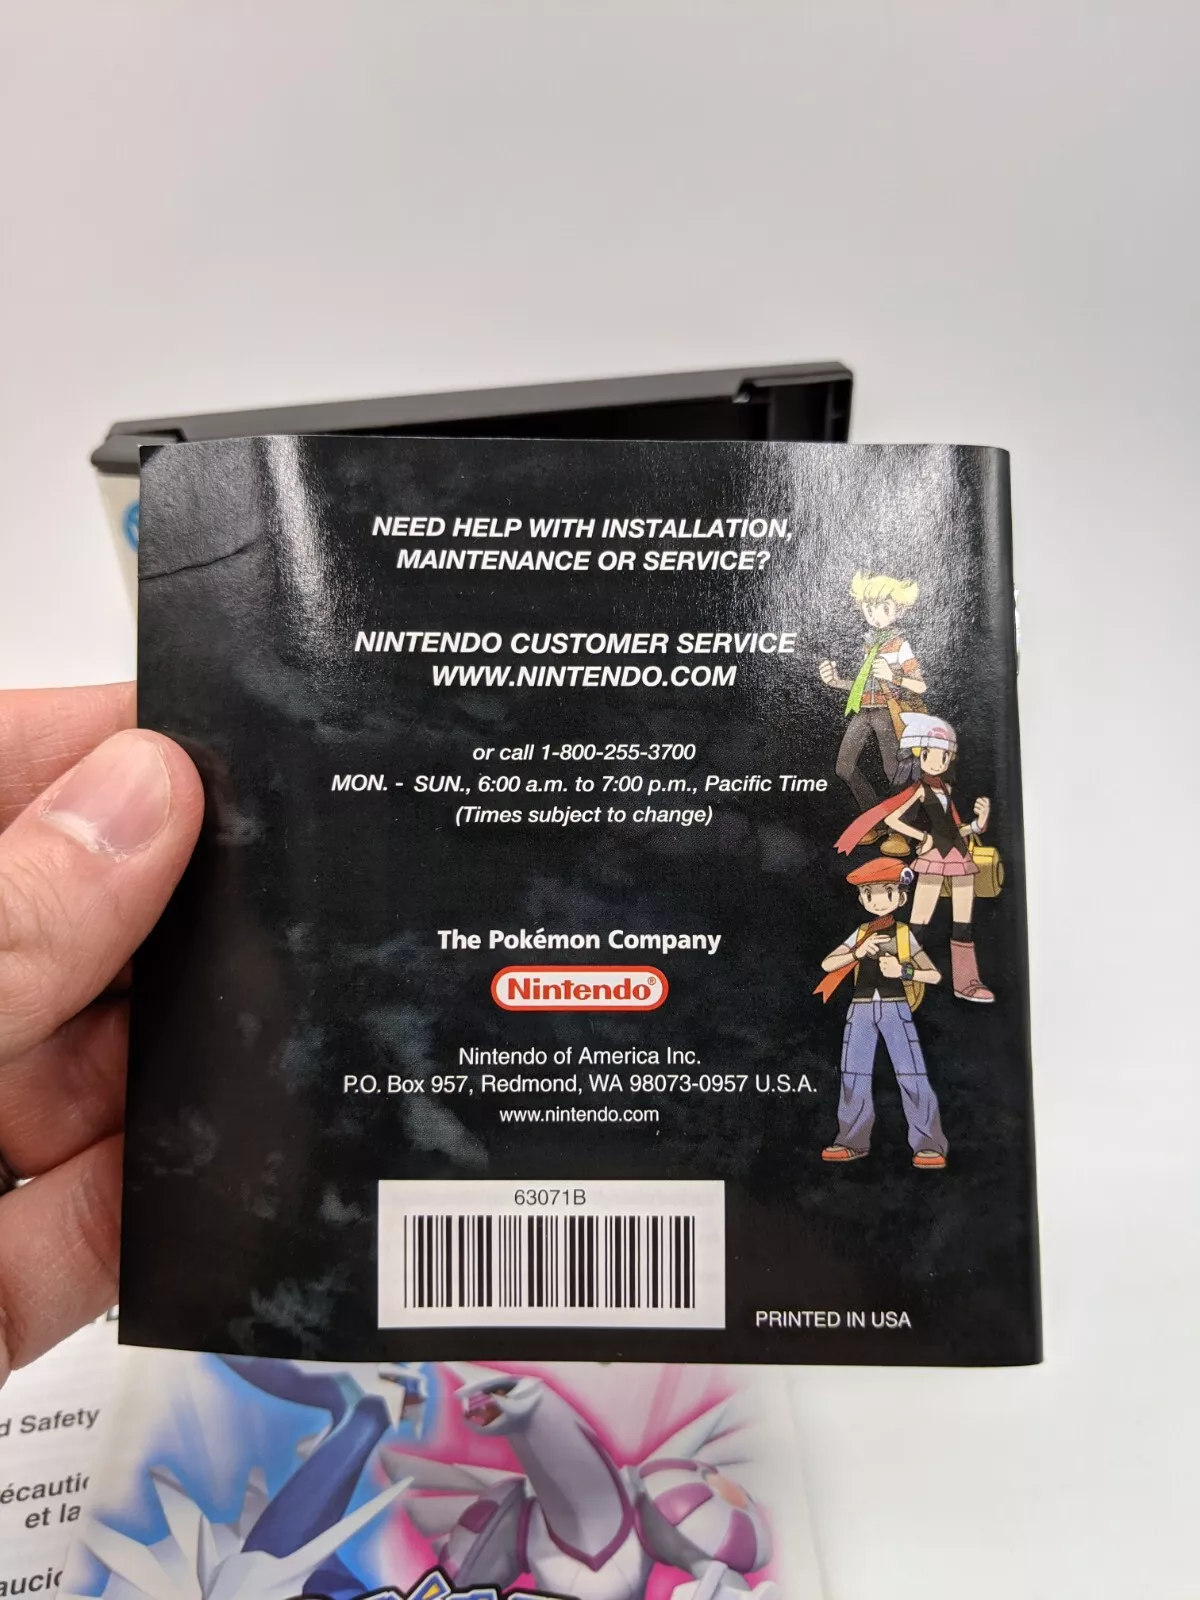 NEED HELP WITH INSTALLATION,
MAINTENANCE OR SERVICE?
NINTENDO CUSTOMER SERVICE
WWW.NINTENDO.COM
or call 1-800-255-3700
MON. - SUN., 6:00 a.m. to 7:00 p.m., Pacific Time
(Times subject to change)
The Pokémon Company
Nintendo®
Nintendo of America Inc.
P.O. Box 957, Redmond, WA 98073-0957 U.S.A.
www.nintendo.com
63071B
PRINTED IN USA
Safety
et la